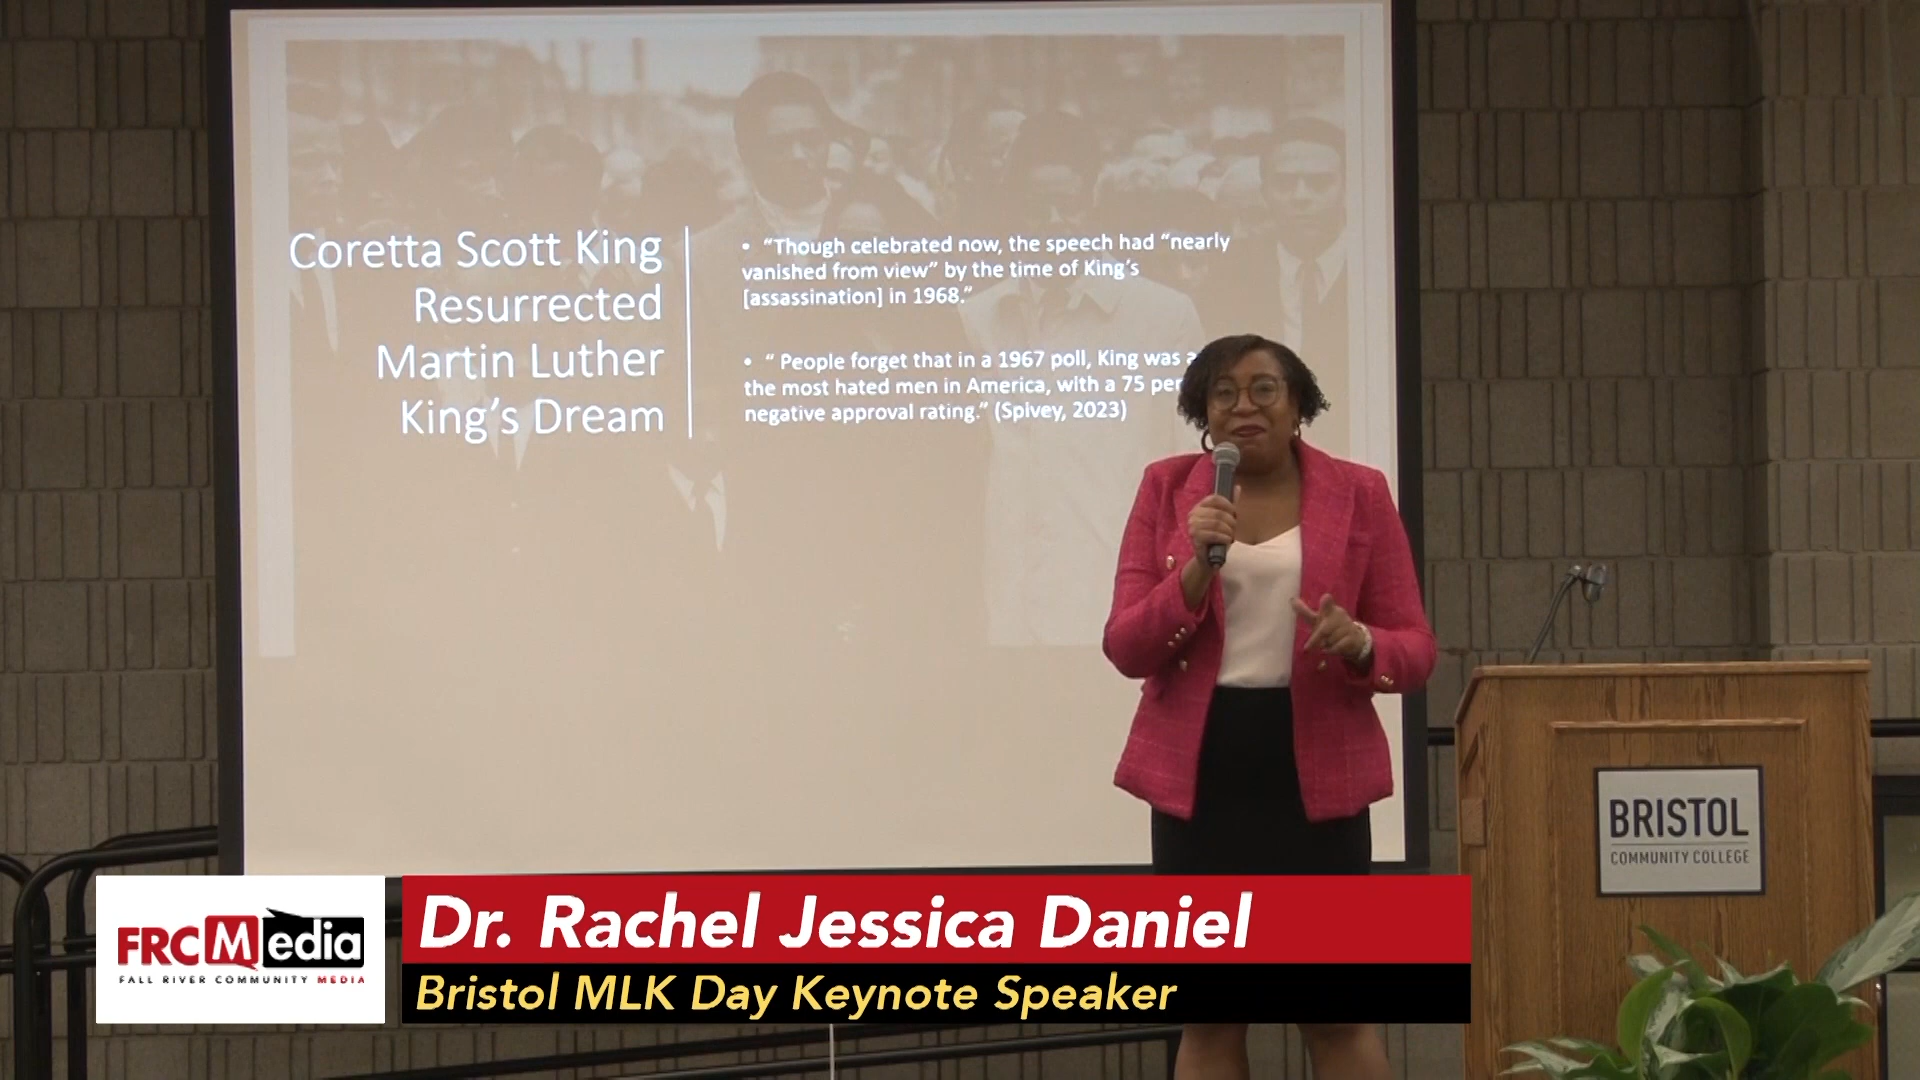 Coretta Scott King
Resurrected
Martin Luther
King's Dream
• "Though celebrated now, the speech had "nearly
vanished from view" by the time of King's
[assassination] in 1968."
• " People forget that in a 1967 poll, King was
the most hated men in America, with a 75
negative approval rating." (Spivey, 2023)
BRISTOL
COMMUNITY COLLEGE
FRCMedia
FALL RIVER COMMUNITY MEDIA
Dr. Rachel Jessica Daniel
Bristol MLK Day Keynote Speaker